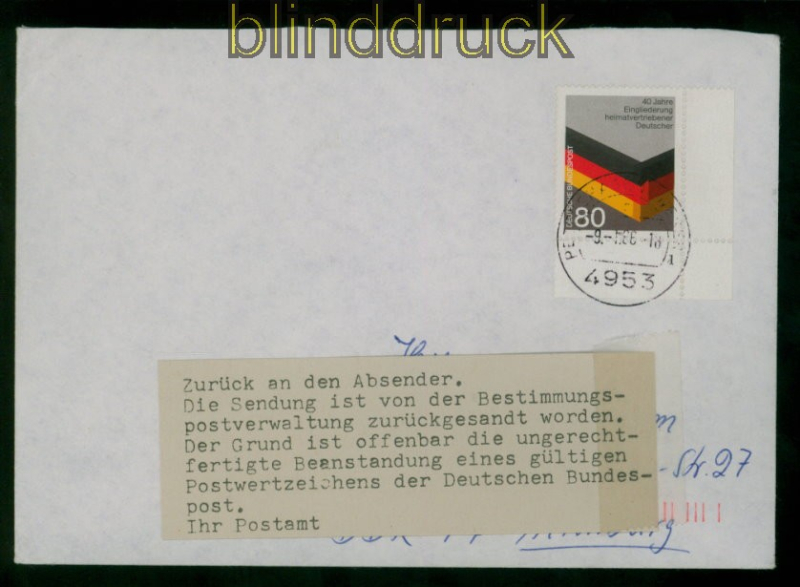 blinddruck
40 Jahre
Eingliederung
heimatvertriebener
Deutscher
DEUTSCHE BUNDESPOST
80
4953
Zurück an den Absender.
Die Sendung ist von der Bestimmungs-
postverwaltung zurückgesandt worden.
Der Grund ist offenbar die ungerecht-
fertigte Beanstandung eines gültigen
Postwertzeichens der Deutschen Bundes-
post.
Ihr Postamt
-Str. 27